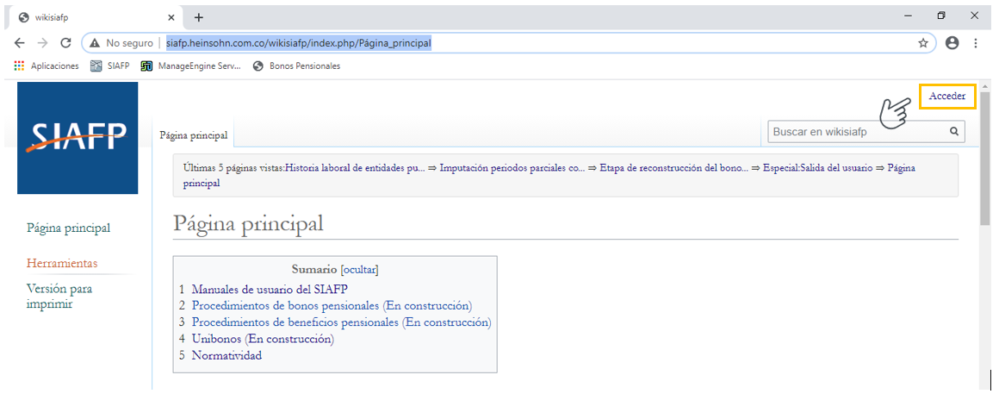 wikisiafp
No seguro | siafp.heinsohn.com.co/wikisiafp/index.php/Página_principal
Aplicaciones SIAFP ManageEngine Serv... Bonos Pensionales
SIAFP
Acceder
Página principal
Buscar en wikisiafp
Últimas 5 páginas vistas:Historia laboral de entidades pu... ⇒ Imputación periodos parciales co... ⇒ Etapa de reconstrucción del bono... ⇒ Especial:Salida del usuario ⇒ Página
principal
Página principal
Herramientas
Versión para
imprimir
Página principal
Sumario [ocultar]
1 Manuales de usuario del SIAFP
2 Procedimientos de bonos pensionales (En construcción)
3 Procedimientos de beneficios pensionales (En construcción)
4 Unibonos (En construcción)
5 Normatividad